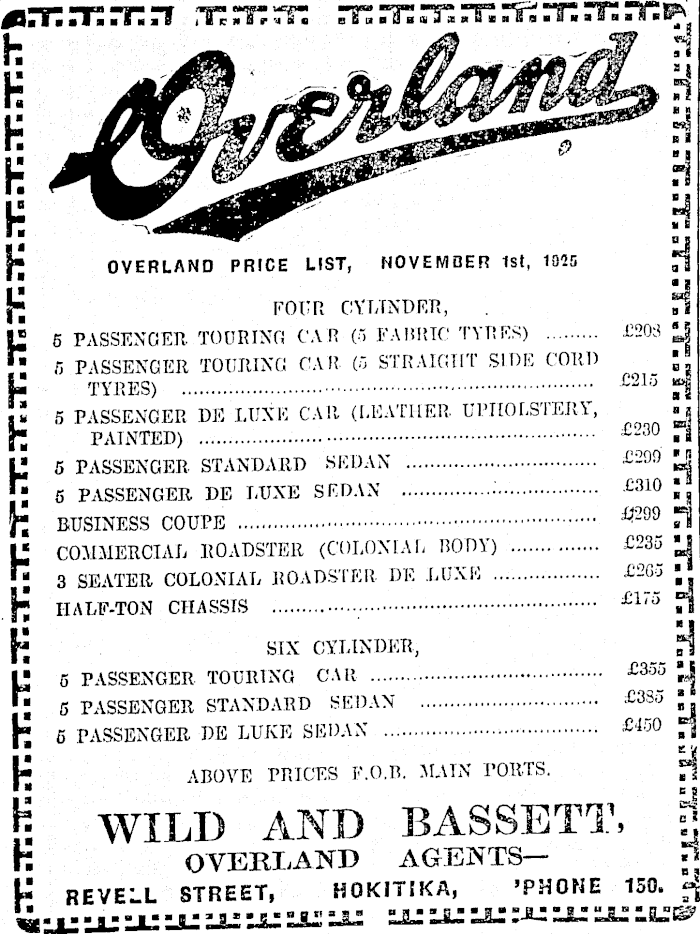 Overland
OVERLAND PRICE LIST, NOVEMBER 1st, 1925
FOUR CYLINDER,
5 PASSENGER TOURING CAR (5 FABRIC TYRES) ......... £208
5 PASSENGER TOURING CAR (5 STRAIGHT SIDE CORD
TYRES) ............................................................ £215
5 PASSENGER DE LUXE CAR (LEATHER UPHOLSTERY,
PAINTED) .......................................................... £230
5 PASSENGER STANDARD SEDAN ............................ £299
5 PASSENGER DE LUXE SEDAN ............................. £310
BUSINESS COUPE .................................................... £299
COMMERCIAL ROADSTER (COLONIAL BODY) ...... ....... £235
3 SEATER COLONIAL ROADSTER DE LUXE ................ £265
HALF-TON CHASSIS ............................................... £175
SIX CYLINDER,
5 PASSENGER TOURING CAR .................................. £355
5 PASSENGER STANDARD SEDAN .......................... £385
5 PASSENGER DE LUKE SEDAN ............................... £450
ABOVE PRICES F.O.B. MAIN PORTS.
WILD AND BASSETT,
OVERLAND AGENTS—
REVELL STREET, HOKITIKA, 'PHONE 150.